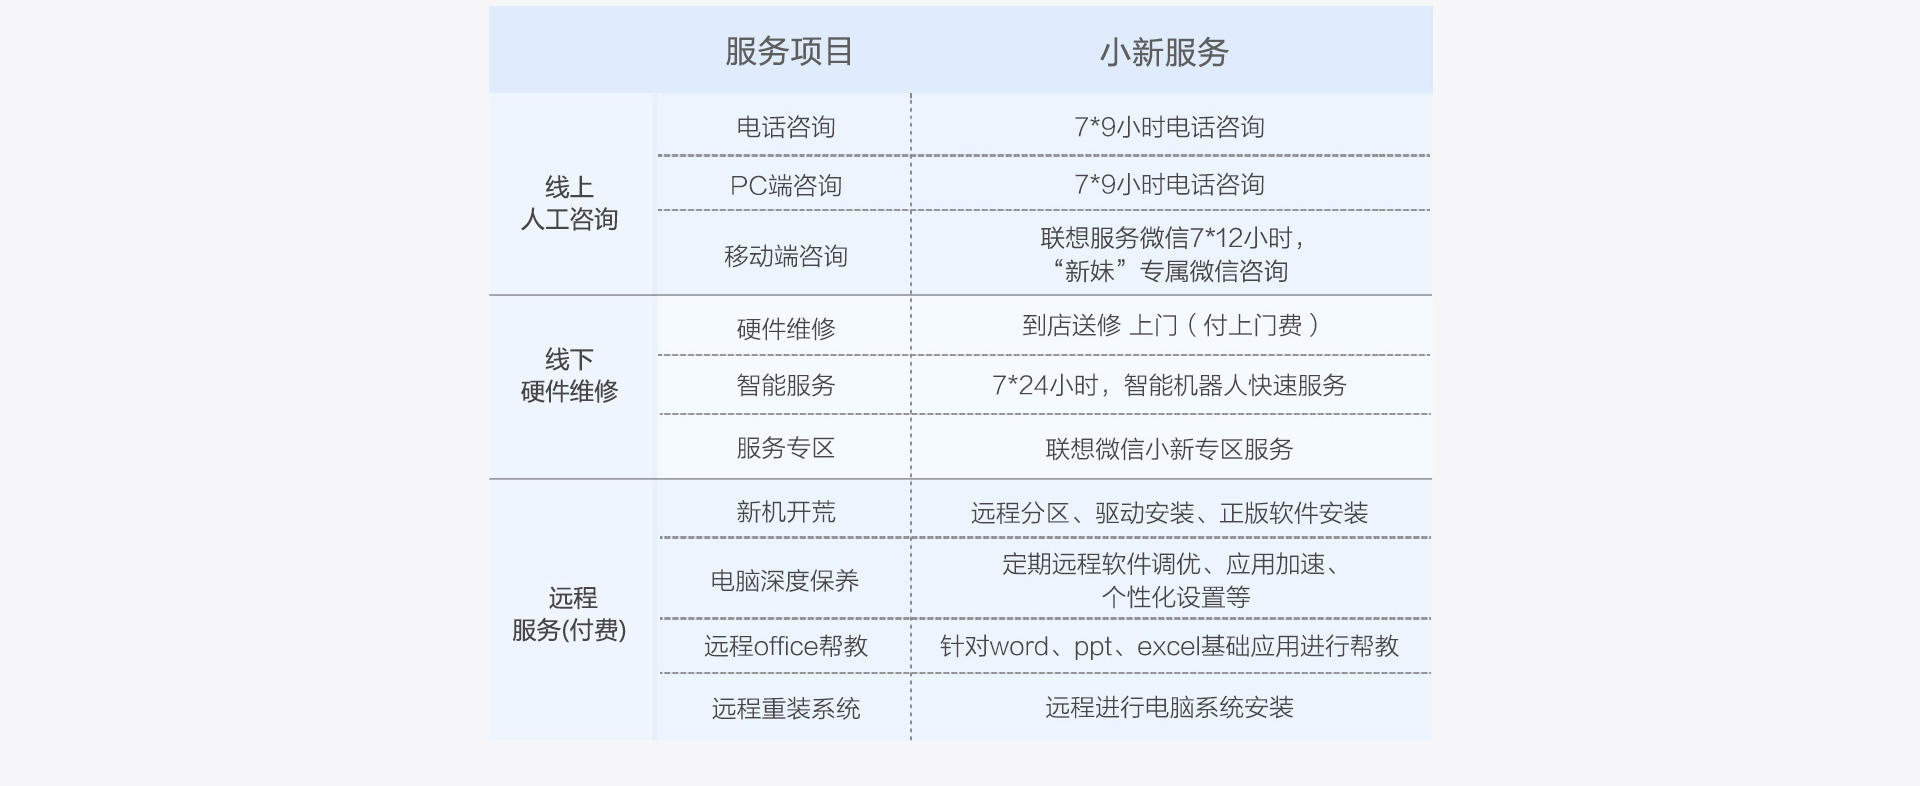 服务项目 小新服务
电话咨询 7*9小时电话咨询
线上
人工咨询
PC端咨询 7*9小时电话咨询
移动端咨询 联想服务微信7*12小时，
“新妹”专属微信咨询
线下
硬件维修
硬件维修 到店送修 上门（付上门费）
智能服务 7*24小时，智能机器人快速服务
服务专区 联想微信小新专区服务
远程
服务(付费)
新机开荒 远程分区、驱动安装、正版软件安装
电脑深度保养 定期远程软件调优、应用加速、
个性化设置等
远程office帮教 针对word、ppt、excel基础应用进行帮教
远程重装系统 远程进行电脑系统安装